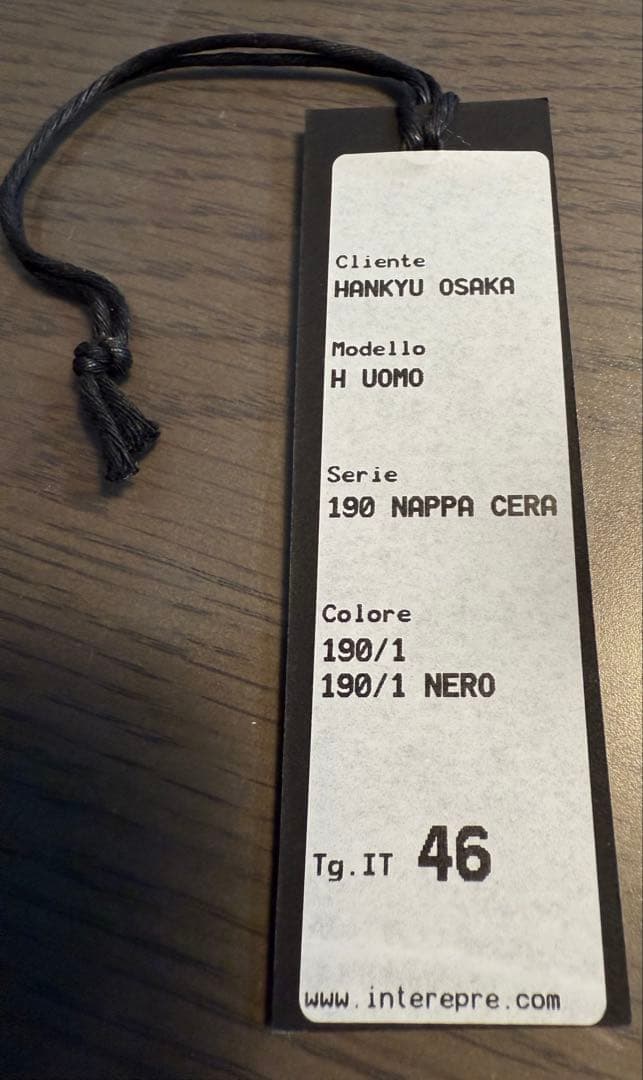 Cliente
HANKYU OSAKA
Modello
H UOMO
Serie
190 NAPPA CERA
Colore
190/1
190/1 NERO
Tg.IT 46
www.interepre.com